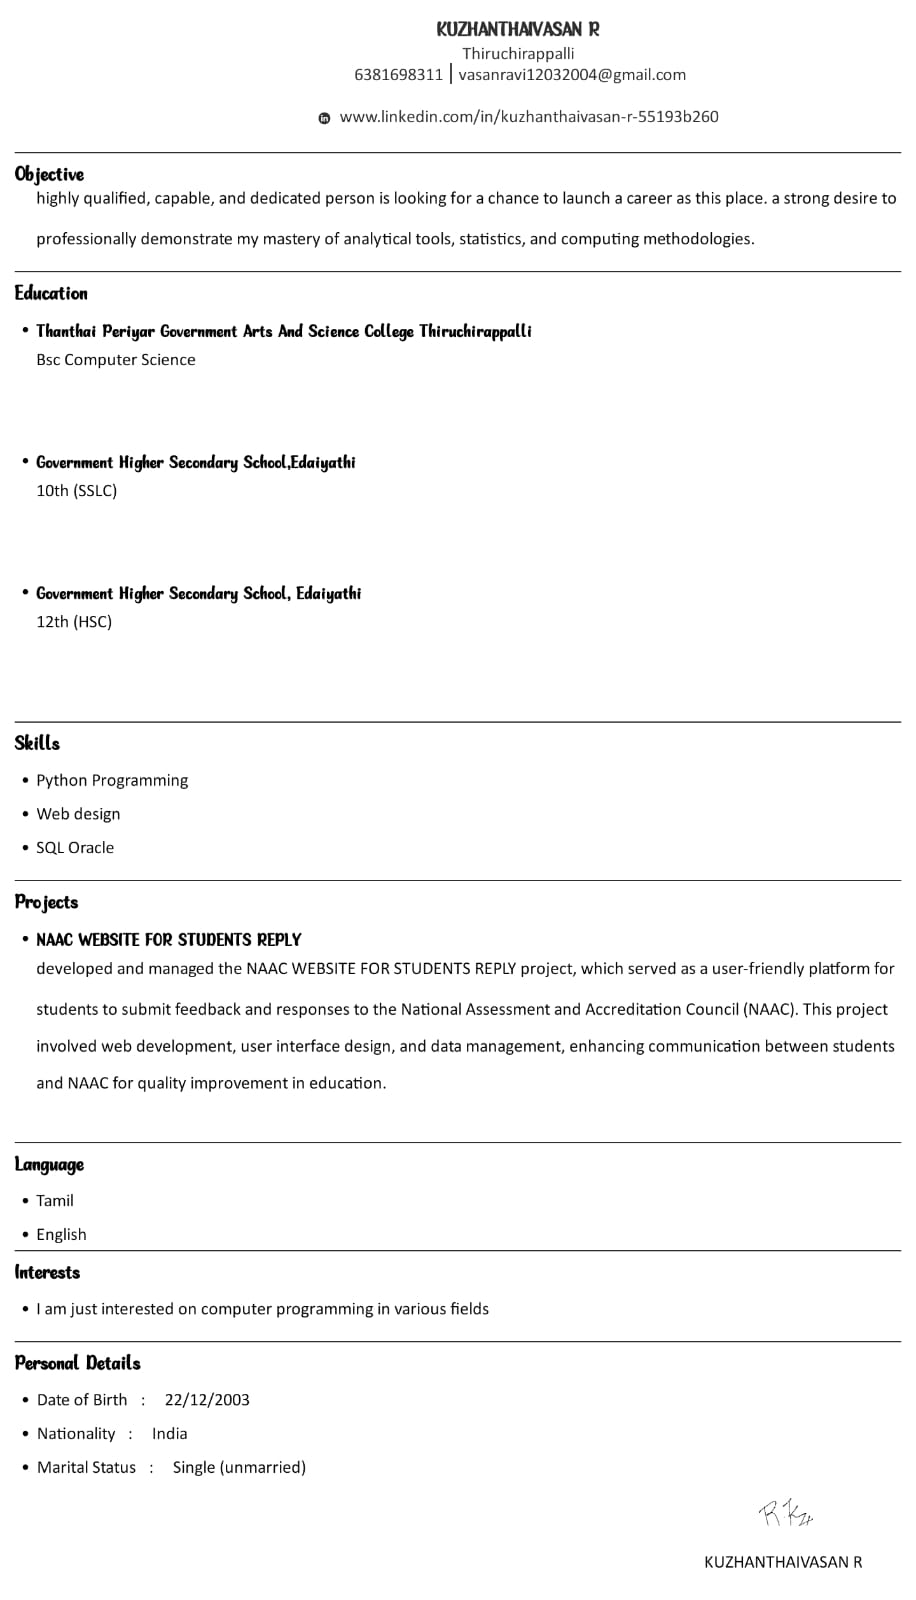 KUZHANTHAIVASAN R
Thiruchirappalli
6381698311 | vasanravi12032004@gmail.com
in www.linkedin.com/in/kuzhanthaivasan-r-55193b260
Objective
highly qualified, capable, and dedicated person is looking for a chance to launch a career as this place. a strong desire to
professionally demonstrate my mastery of analytical tools, statistics, and computing methodologies.
Education
• Thanthai Periyar Government Arts And Science College Thiruchirappalli
Bsc Computer Science
• Government Higher Secondary School,Edaiyathi
10th (SSLC)
• Government Higher Secondary School, Edaiyathi
12th (HSC)
Skills
• Python Programming
• Web design
• SQL Oracle
Projects
• NAAC WEBSITE FOR STUDENTS REPLY
developed and managed the NAAC WEBSITE FOR STUDENTS REPLY project, which served as a user-friendly platform for
students to submit feedback and responses to the National Assessment and Accreditation Council (NAAC). This project
involved web development, user interface design, and data management, enhancing communication between students
and NAAC for quality improvement in education.
Language
• Tamil
• English
Interests
• I am just interested on computer programming in various fields
Personal Details
• Date of Birth : 22/12/2003
• Nationality : India
• Marital Status : Single (unmarried)
KUZHANTHAIVASAN R